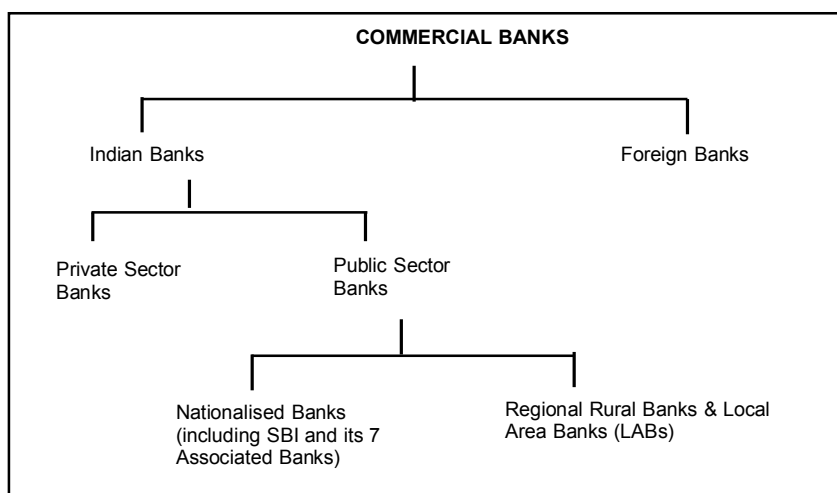 COMMERCIAL BANKS
Indian Banks
Foreign Banks
Private Sector
Banks
Public Sector
Banks
Nationalised Banks
(including SBI and its 7
Associated Banks)
Regional Rural Banks & Local
Area Banks (LABs)